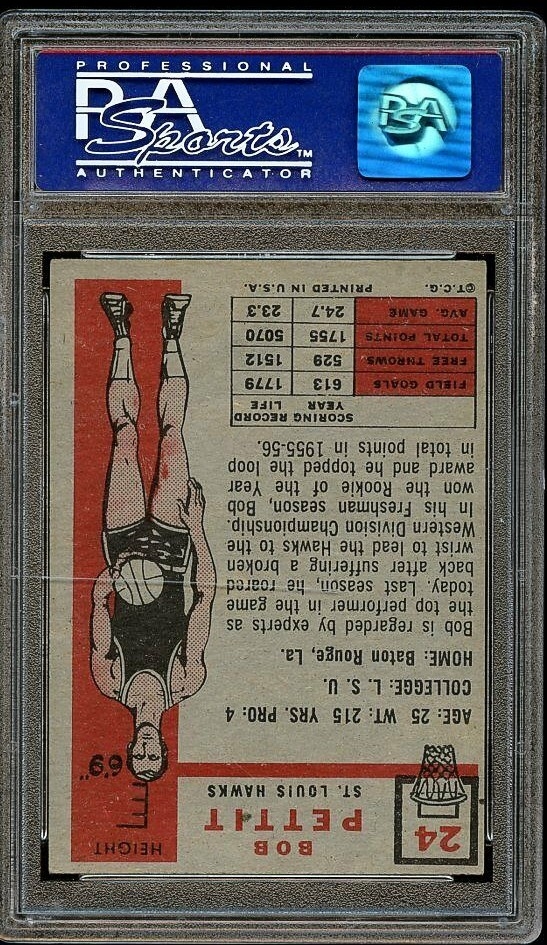 PROFESSIONAL
PSA
Sports™
AUTHENTICATOR
PSA
24
BOB
PETTIT
ST. LOUIS HAWKS
HEIGHT
6'9"
AGE: 25 WT: 215 YRS. PRO: 4
COLLEGGE: L. S. U.
HOME: Baton Rouge, La.
Bob is regarded by experts as
the top performer in the game
today. Last, season, he roared
back after suffering a broken
wrist to the lead the Hawks to the
Western Division Championship.
In his Freshman, season, Bob,
won the Rookie of the Year
award and he topped the loop
in total points in 1955-56.
SCORING RECORD YEAR LIFE
FIELD GOALS 613 1779
FREE THROWS 529 1512
TOTAL POINTS 1755 5070
AVG. GAME 24.7 23.3
©T.C.G. PRINTED IN U.S.A.